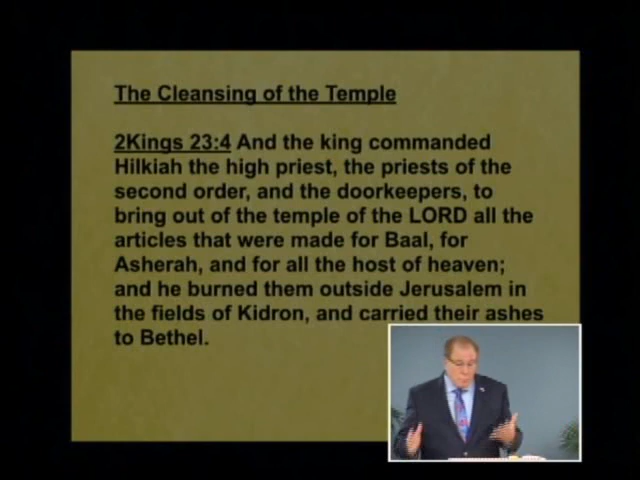 The Cleansing of the Temple
2Kings 23:4 And the king commanded
Hilkiah the high priest, the priests of the
second order, and the doorkeepers, to
bring out of the temple of the LORD all the
articles that were made for Baal, for
Asherah, and for all the host of heaven;
and he burned them outside Jerusalem in
the fields of Kidron, and carried their ashes
to Bethel.